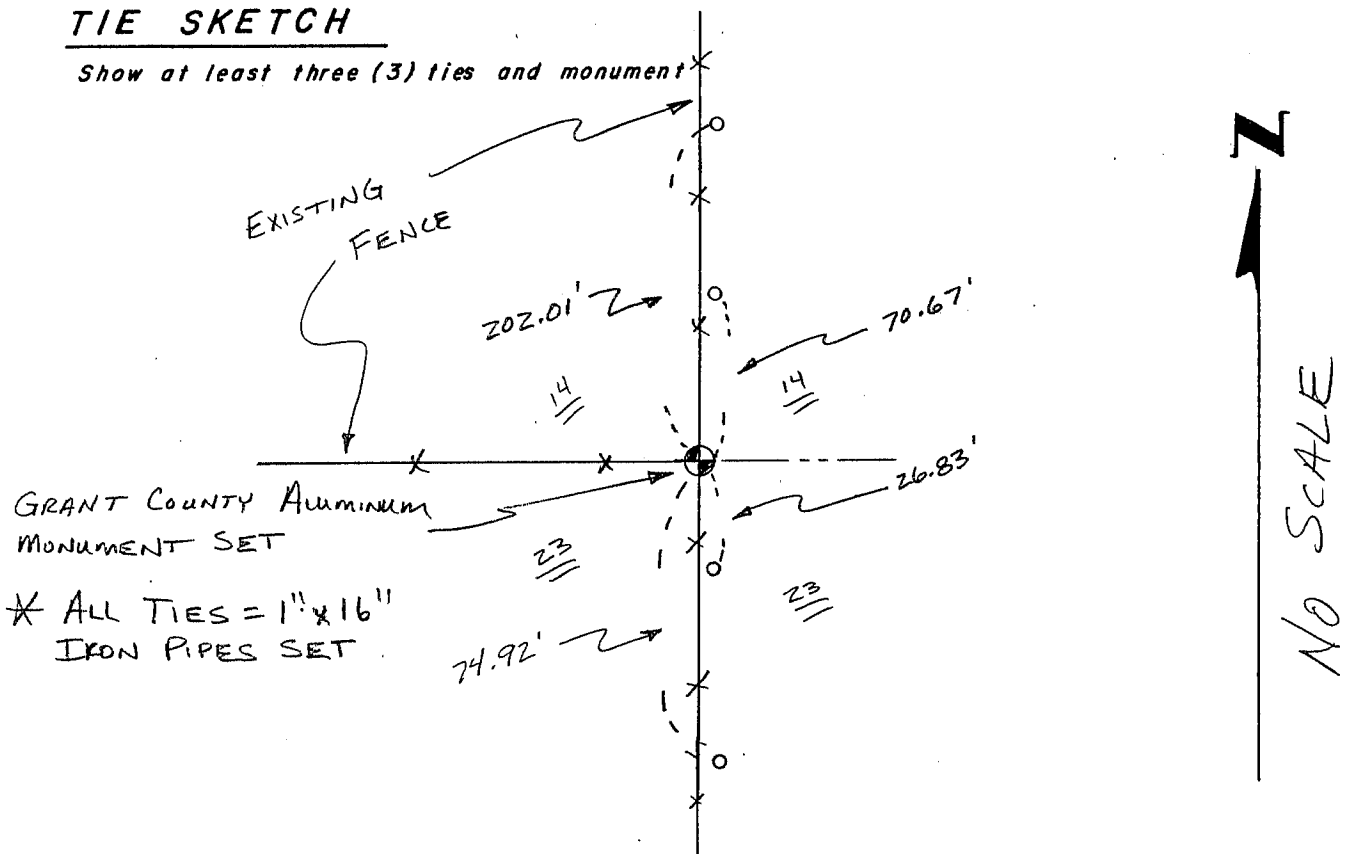 TIE SKETCH
Show at least three (3) ties and monument
N
EXISTING
FENCE
202.01'
70.67'
14
14
26.83'
GRANT COUNTY ALUMINUM
MONUMENT SET
23
23
* ALL TIES = 1" x 16"
IRON PIPES SET
74.92'
NO SCALE